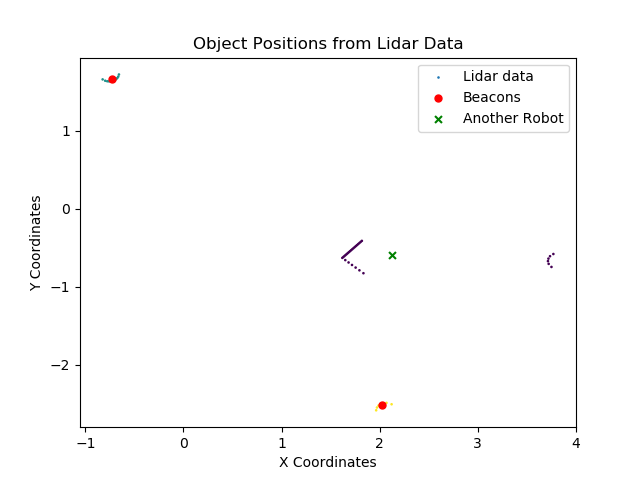 Object Positions from Lidar Data
Lidar data
Beacons
Another Robot
1
0
−1
−2
Y Coordinates
−1
0
1
2
3
4
X Coordinates